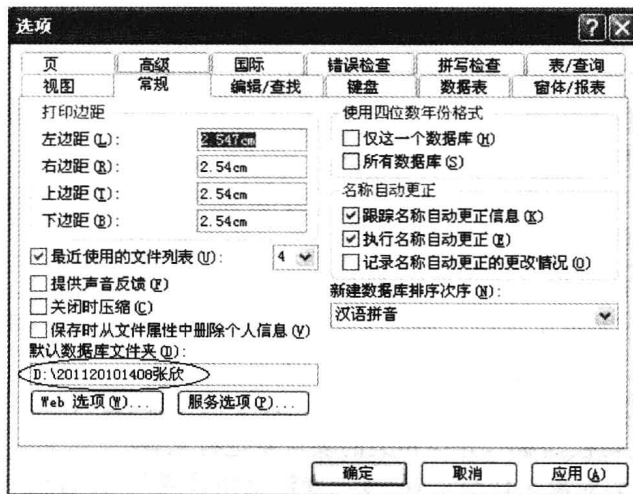 选项
页 高级 国际 错误检查 拼写检查 表/查询
视图 常规 编辑/查找 键盘 数据表 窗体/报表
打印边距
左边距(L): 2.547cm
右边距(R): 2.54cm
上边距(T): 2.54cm
下边距(B): 2.54cm
最近使用的文件列表(U): 4
提供声音反馈(F)
关闭时压缩(C)
保存时从文件属性中删除个人信息(V)
默认数据库文件夹(D):
D:\201120101408张欣
Web 选项(W)... 服务选项(P)...
使用四位数年份格式
仅这一个数据库(H)
所有数据库(S)
名称自动更正
跟踪名称自动更正信息(K)
执行名称自动更正(E)
记录名称自动更正的更改情况(O)
新建数据库排序次序(N):
汉语拼音
确定 取消 应用(A)